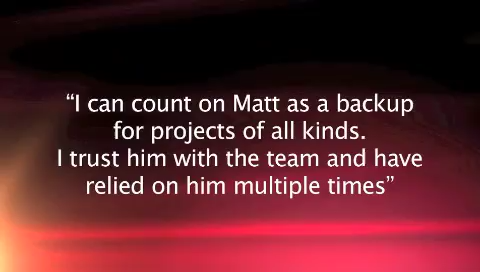 “I can count on Matt as a backup
for projects of all kinds.
I trust him with the team and have
relied on him multiple times”